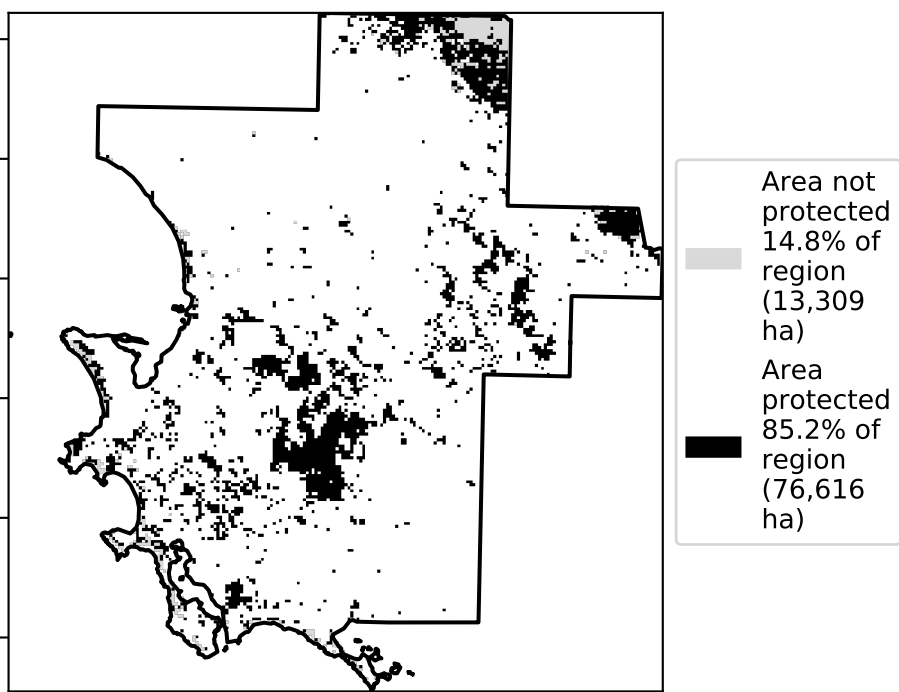 Area not
protected
14.8% of
region
(13,309
ha)
Area
protected
85.2% of
region
(76,616
ha)